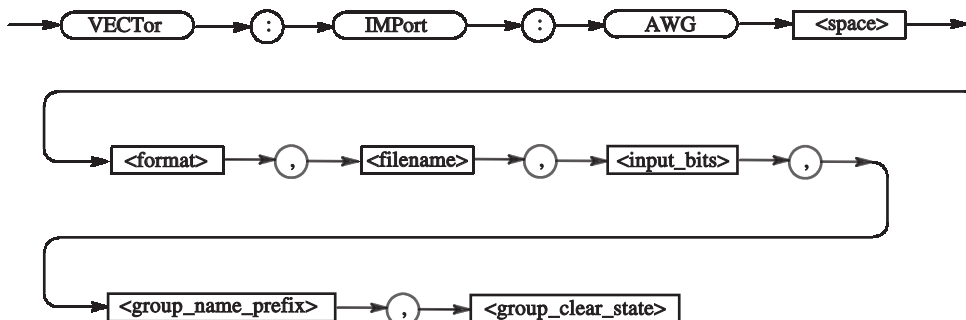 VECTor : IMPort : AWG <space>
<format> , <filename> , <input_bits> ,
<group_name_prefix> , <group_clear_state>